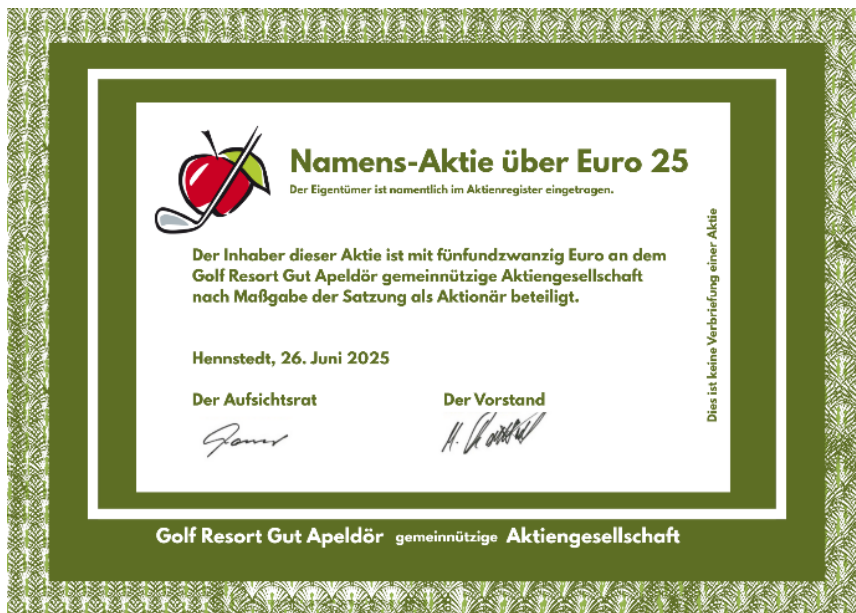 Namens-Aktie über Euro 25
Der Eigentümer ist namentlich im Aktienregister eingetragen.
Der Inhaber dieser Aktie ist mit fünfundzwanzig Euro an dem
Golf Resort Gut Apeldör gemeinnützige Aktiengesellschaft
nach Maßgabe der Satzung als Aktionär beteiligt.
Hennstedt, 26. Juni 2025
Der Aufsichtsrat Der Vorstand
Dies ist keine Verbriefung einer Aktie
Golf Resort Gut Apeldör gemeinnützige Aktiengesellschaft